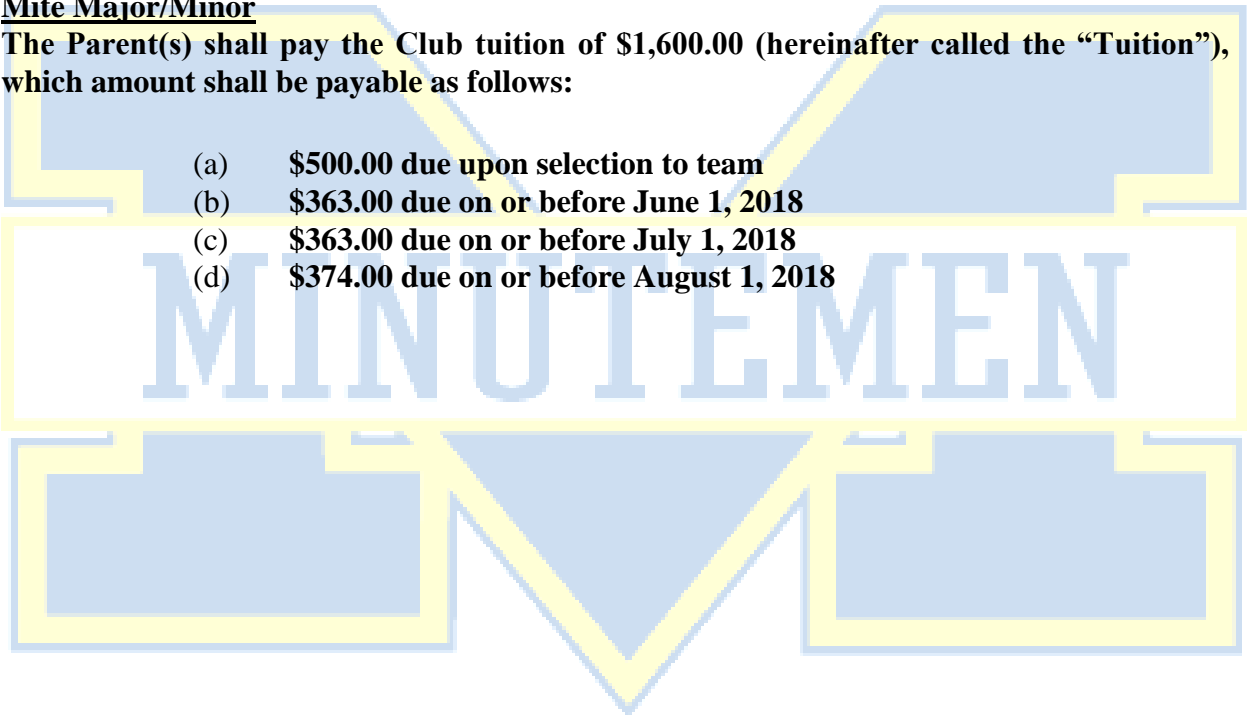 Mite Major/Minor
The Parent(s) shall pay the Club tuition of $1,600.00 (hereinafter called the “Tuition”),
which amount shall be payable as follows:
(a) $500.00 due upon selection to team
(b) $363.00 due on or before June 1, 2018
(c) $363.00 due on or before July 1, 2018
(d) $374.00 due on or before August 1, 2018
MINUTEMEN